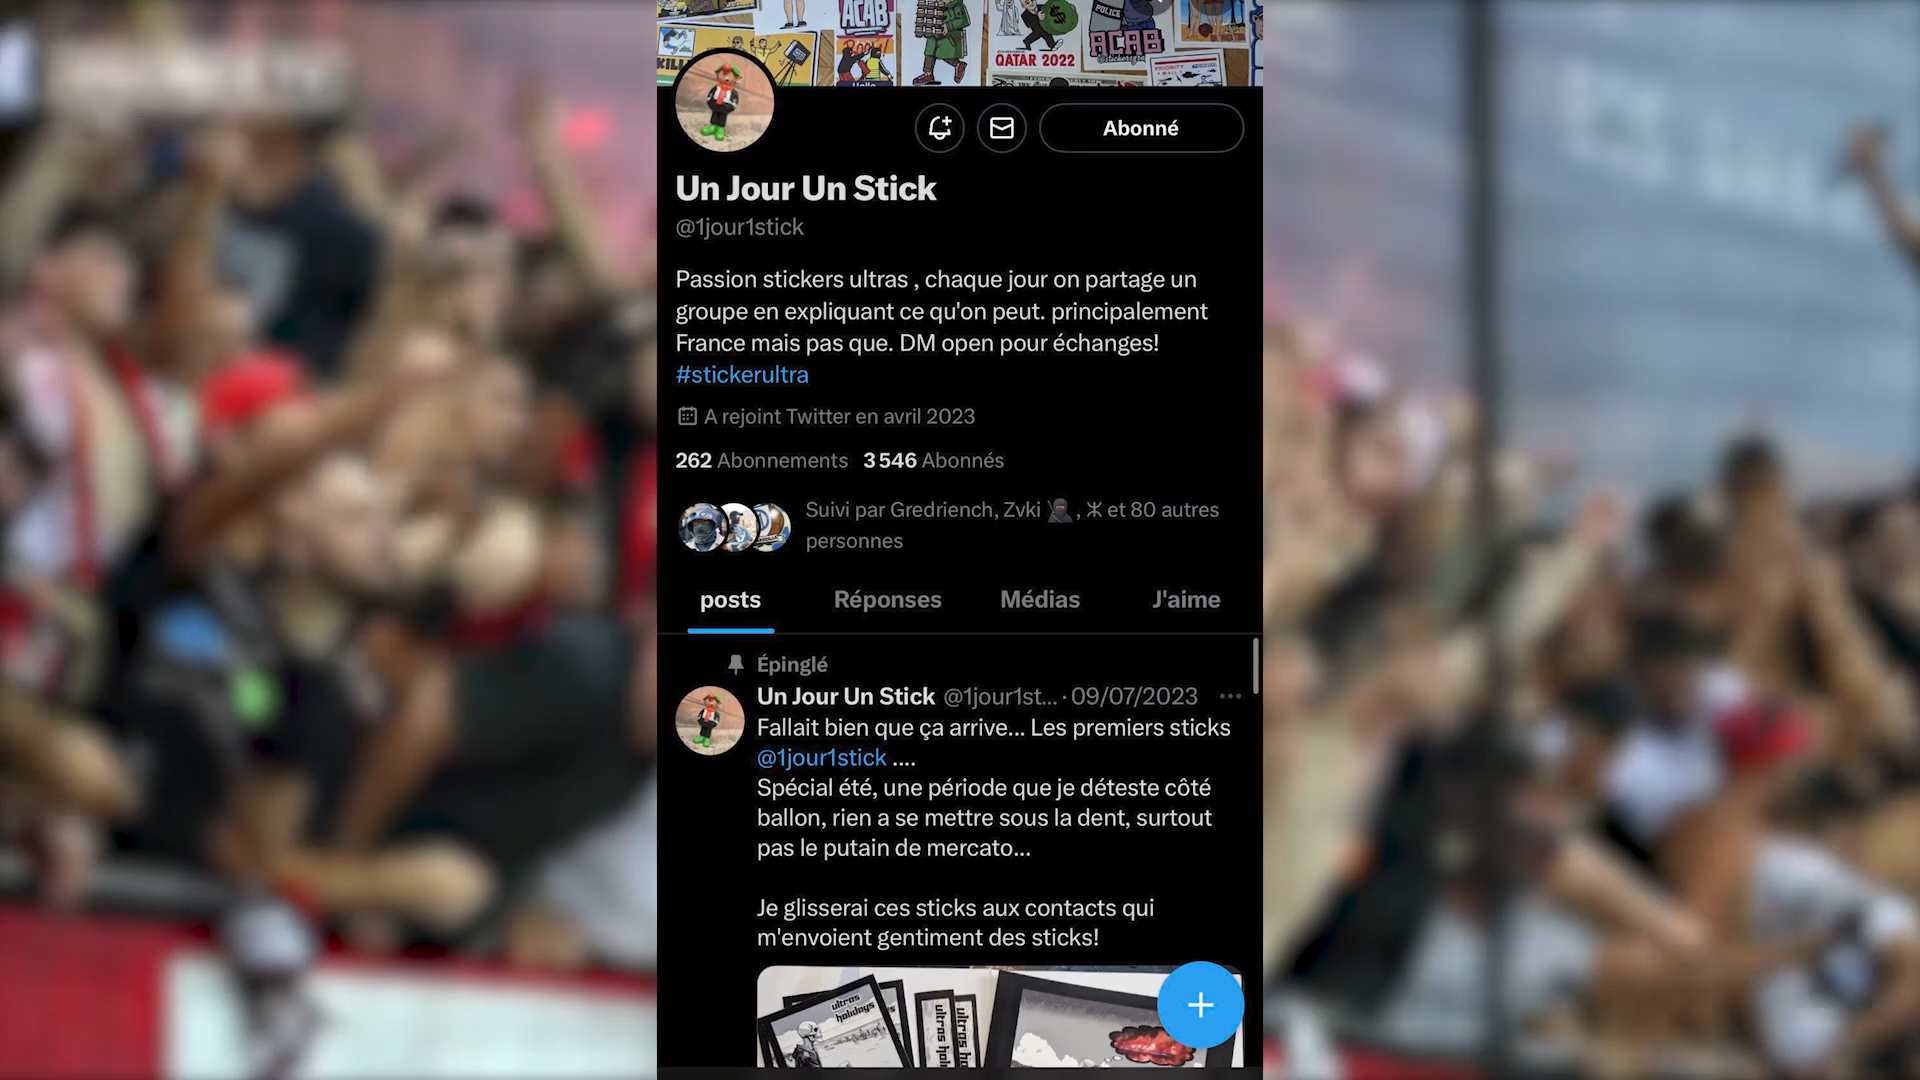 ACAB
POLICE
$
ACAB
QATAR 2022
PRIORITY
MAIL
KILL
Abonné
Un Jour Un Stick
@1jour1stick
Passion stickers ultras , chaque jour on partage un
groupe en expliquant ce qu'on peut. principalement
France mais pas que. DM open pour échanges!
#stickerultra
A rejoint Twitter en avril 2023
262 Abonnements 3 546 Abonnés
Suivi par Gredriench, Zvki 🥷🏿, ⵣ et 80 autres
personnes
posts Réponses Médias J'aime
Épinglé
Un Jour Un Stick @1jour1st... · 09/07/2023
Fallait bien que ça arrive... Les premiers sticks
@1jour1stick ....
Spécial été, une période que je déteste côté
ballon, rien a se mettre sous la dent, surtout
pas le putain de mercato...
Je glisserai ces sticks aux contacts qui
m'envoient gentiment des sticks!
ultras
holidays